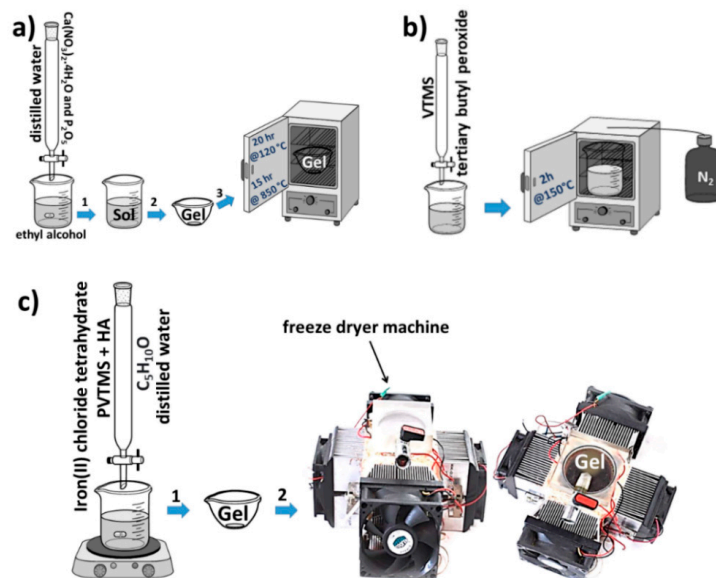 a)
distilled water
Ca(NO₃)₂.4H₂O and P₂O₅
ethyl alcohol
1
Sol
2
Gel
3
20 hr
@120 °C
15 hr
@850 °C
Gel
b)
VTMS
tertiary butyl peroxide
2h
@150°C
N₂
c)
Iron(II) chloride tetrahydrate
PVTMS + HA
C₅H₁₀O
distilled water
1
Gel
2
freeze dryer machine
Gel